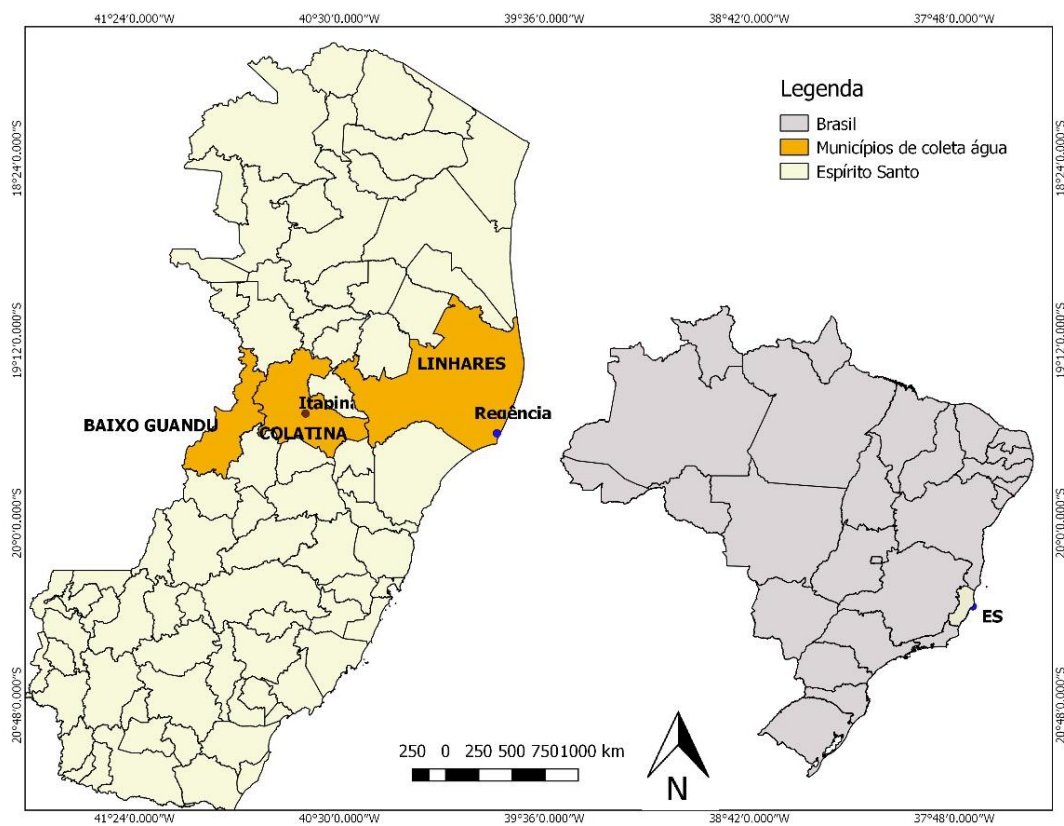 41°24'0.000"W 40°30'0.000"W 39°36'0.000"W 38°42'0.000"W 37°48'0.000"W
Legenda
Brasil
Municípios de coleta água
Espírito Santo
18°24'0.000"S
18°24'0.000"S
19°12'0.000"S
19°12'0.000"S
LINHARES
Itapina
Regência
BAIXO GUANDU
COLATINA
20°0'0.000"S
20°0'0.000"S
ES
20°48'0.000"S
20°48'0.000"S
250 0 250 500 750 1000 km
N
41°24'0.000"W 40°30'0.000"W 39°36'0.000"W 38°42'0.000"W 37°48'0.000"W